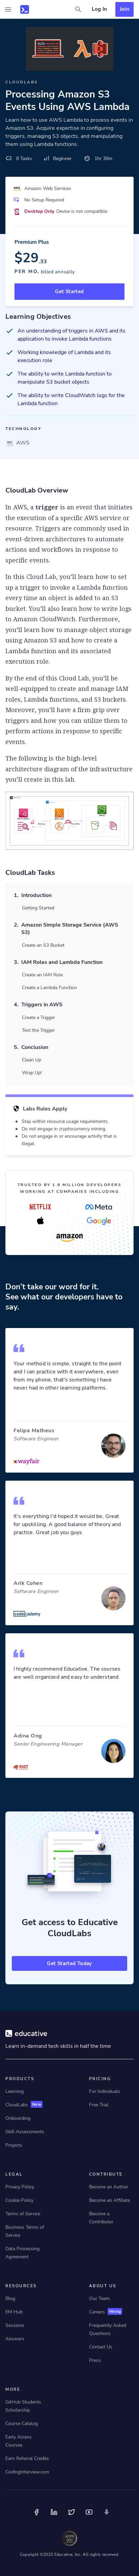 Log In
Join
CLOUDLABS
Processing Amazon S3
Events Using AWS Lambda
Learn how to use AWS Lambda to process events in
Amazon S3. Acquire expertise in configuring
triggers, managing S3 objects, and manipulating
them using Lambda functions.
8 Tasks
Beginner
1hr 30m
Amazon Web Services
No Setup Required
Desktop Only Device is not compatible.
Premium Plus
$29.33
PER MO, billed annually
Get Started
Learning Objectives
An understanding of triggers in AWS and its
application to invoke Lambda functions
Working knowledge of Lambda and its
execution role
The ability to write Lambda function to
manipulate S3 bucket objects
The ability to write CloudWatch logs for the
Lambda function
TECHNOLOGY
AWS
CloudLab Overview
In AWS, a trigger is an event that initiates
the execution of a specific AWS service or
resource. Triggers are commonly used in
event-driven architectures to automate
actions and workflows in response to
specific events.
In this Cloud Lab, you'll learn how to set
up a trigger to invoke a Lambda function
every time an object is added to an S3
bucket. You'll also learn how to store logs
in Amazon CloudWatch. Furthermore,
you'll learn how to manage object storage
on Amazon S3 and how to create and
execute a Lambda function and its
associated role.
By the end of this Cloud Lab, you'll be
well-equipped to create and manage IAM
roles, Lambda functions, and S3 buckets.
Moreover, you'll have a firm grip over
triggers and how to utilize automation to
perform actions in response to specific
events.
The following is the high-level
architecture diagram of the infrastructure
you'll create in this lab.
CloudLab Tasks
1. Introduction
Getting Started
2. Amazon Simple Storage Service (AWS
S3)
Create an S3 Bucket
3. IAM Roles and Lambda Function
Create an IAM Role
Create a Lambda Function
4. Triggers in AWS
Create a Trigger
Test the Trigger
5. Conclusion
Clean Up
Wrap Up!
Labs Rules Apply
Stay within resource usage requirements.
Do not engage in cryptocurrency mining.
Do not engage in or encourage activity that is
illegal.
TRUSTED BY 1.8 MILLION DEVELOPERS
WORKING AT COMPANIES INCLUDING
NETFLIX
Meta
Google
amazon
Don't take our word for it.
See what our developers have to
say.
Your method is simple, straight to the point and
I can practice with it everywhere, even from my
phone, that's something I have
never had in other learning platforms.
Felipe Matheus
Software Engineer
wayfair
It's everything I'd hoped it would be. Great
for upskilling. A good balance of theory and
practice. Great job you guys.
Arik Cohen
Software Engineer
codecademy
I highly recommend Educative. The courses
are well organized and easy to understand.
Adina Ong
Senior Engineering Manager
Get access to Educative
CloudLabs
Get Started Today
educative
Learn in-demand tech skills in half the time
PRODUCTS
Learning
CloudLabs New
Onboarding
Skill Assessments
Projects
PRICING
For Individuals
Free Trial
LEGAL
Privacy Policy
Cookie Policy
Terms of Service
Business Terms of
Service
Data Processing
Agreement
CONTRIBUTE
Become an Author
Become an Affiliate
Become a
Contributor
RESOURCES
Blog
EM Hub
Sessions
Answers
ABOUT US
Our Team
Careers Hiring
Frequently Asked
Questions
Contact Us
Press
MORE
GitHub Students
Scholarship
Course Catalog
Early Access
Courses
Earn Referral Credits
CodingInterview.com
Copyright ©2023 Educative, Inc. All rights reserved.